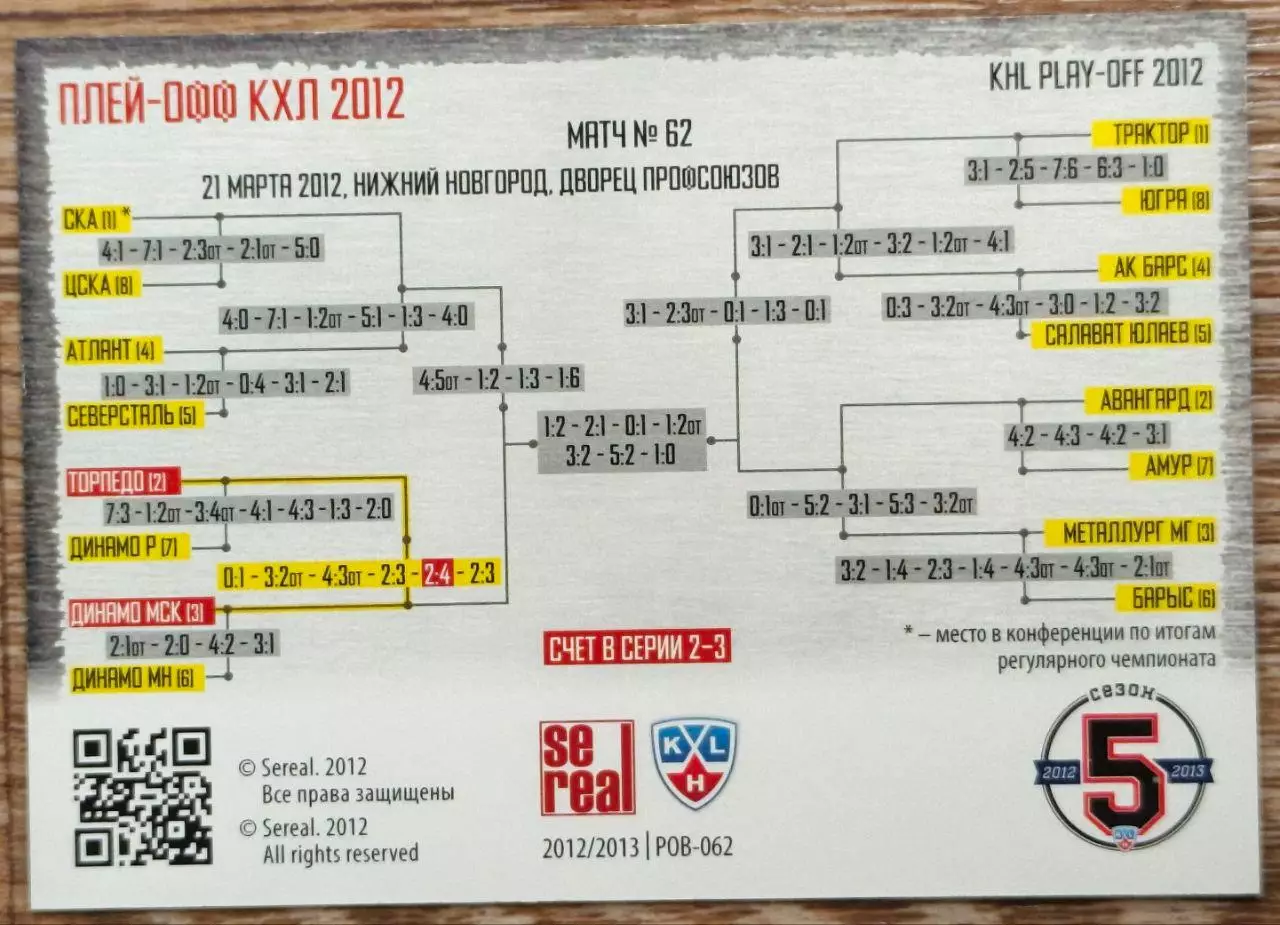 ПЛЕЙ-ОФФ КХЛ 2012
KHL PLAY-OFF 2012
МАТЧ № 62
21 МАРТА 2012, НИЖНИЙ НОВГОРОД, ДВОРЕЦ ПРОФСОЮЗОВ
СКА (1) *
4:1 - 7:1 - 2:3от - 2:1от - 5:0
ЦСКА (8)
4:0 - 7:1 - 1:2от - 5:1 - 1:3 - 4:0
АТЛАНТ (4)
1:0 - 3:1 - 1:2от - 0:4 - 3:1 - 2:1
СЕВЕРСТАЛЬ (5)
4:5от - 1:2 - 1:3 - 1:6
ТОРПЕДО (2)
7:3 - 1:2от - 3:4от - 4:1 - 4:3 - 1:3 - 2:0
ДИНАМО Р (7)
0:1 - 3:2от - 4:3от - 2:3 - 2:4 - 2:3
ДИНАМО МСК (3)
2:1от - 2:0 - 4:2 - 3:1
ДИНАМО МН (6)
1:2 - 2:1 - 0:1 - 1:2от
3:2 - 5:2 - 1:0
ТРАКТОР (1)
3:1 - 2:5 - 7:6 - 6:3 - 1:0
ЮГРА (8)
3:1 - 2:1 - 1:2от - 3:2 - 1:2от - 4:1
АК БАРС (4)
0:3 - 3:2от - 4:3от - 3:0 - 1:2 - 3:2
САЛАВАТ ЮЛАЕВ (5)
3:1 - 2:3от - 0:1 - 1:3 - 0:1
АВАНГАРД (2)
4:2 - 4:3 - 4:2 - 3:1
АМУР (7)
0:1от - 5:2 - 3:1 - 5:3 - 3:2от
МЕТАЛЛУРГ МГ (3)
3:2 - 1:4 - 2:3 - 1:4 - 4:3от - 4:3от - 2:1от
БАРЫС (6)
СЧЕТ В СЕРИИ 2-3
* – место в конференции по итогам
регулярного чемпионата
© Sereal. 2012
Все права защищены
© Sereal. 2012
All rights reserved
se
real
KHL
2012/2013 | POB-062
сезон
5
2012 2013
KHL